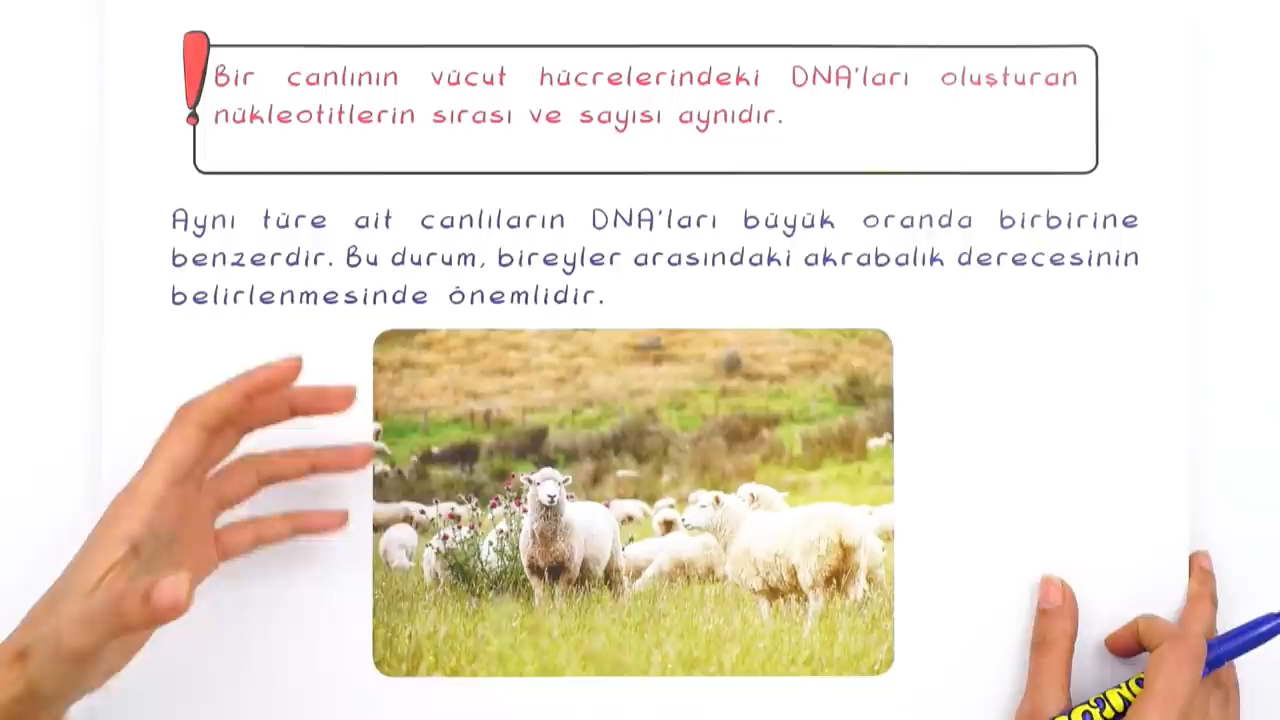 Bir canlının vücut hücrelerindeki DNA'ları oluşturan
nükleotitlerin sırası ve sayısı aynıdır.
Aynı türe ait canlıların DNA'ları büyük oranda birbirine
benzerdir. Bu durum, bireyler arasındaki akrabalık derecesinin
belirlenmesinde önemlidir.